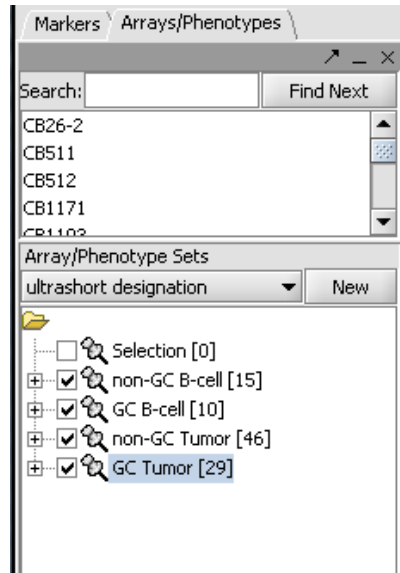 Markers Arrays/Phenotypes
Search: Find Next
CB26-2
CB511
CB512
CB1171
Array/Phenotype Sets
ultrashort designation New
Selection [0]
non-GC B-cell [15]
GC B-cell [10]
non-GC Tumor [46]
GC Tumor [29]